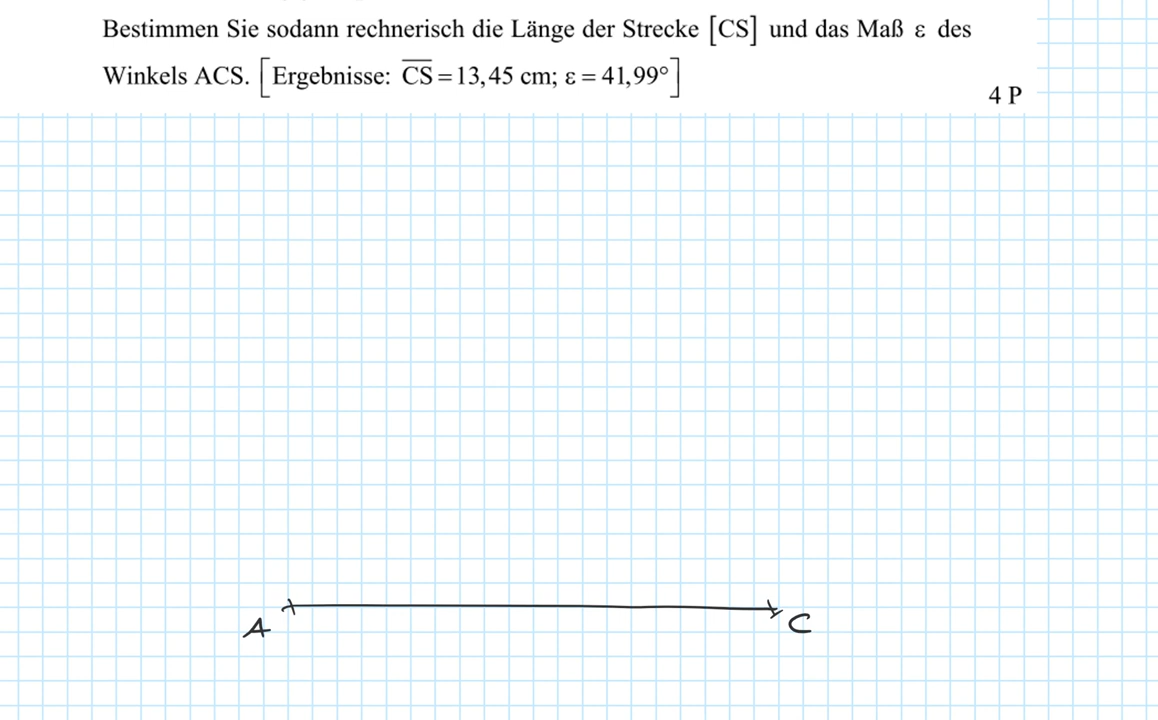 Bestimmen Sie sodann rechnerisch die Länge der Strecke [CS] und das Maß ε des
Winkels ACS. [Ergebnisse: C̅S̅ = 13,45 cm; ε = 41,99°]
4 P
A C